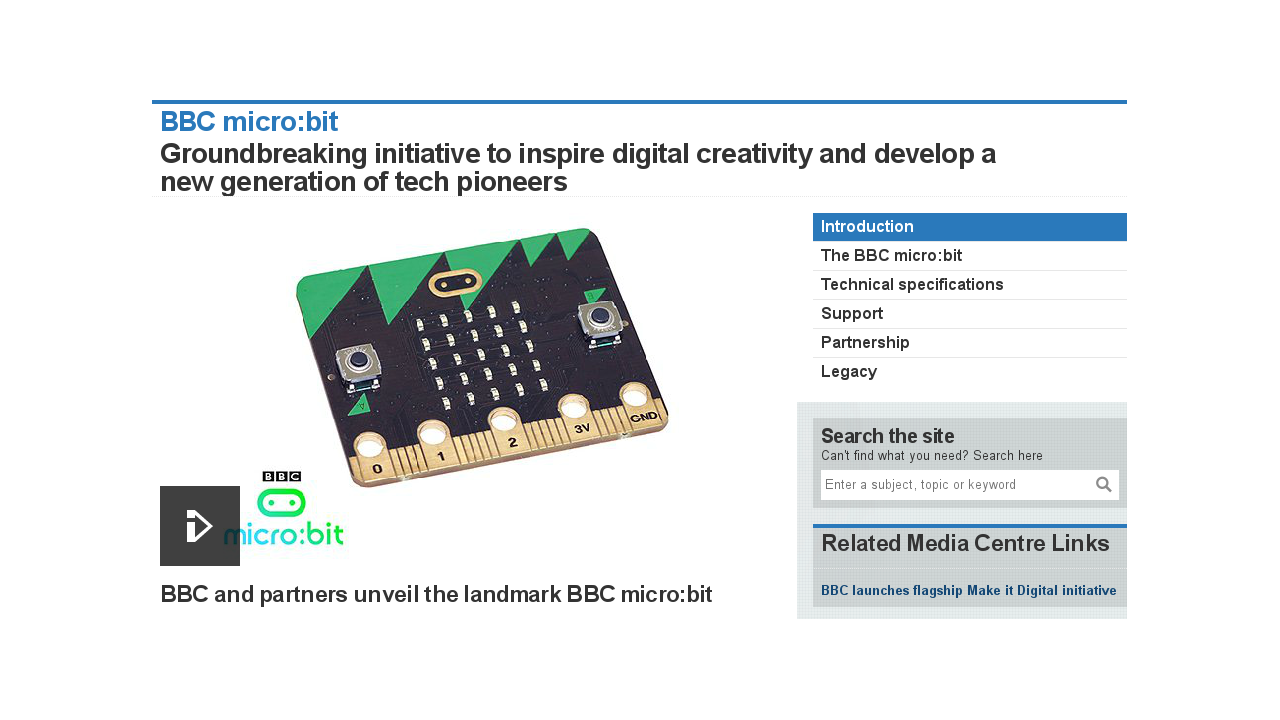 BBC micro:bit
Groundbreaking initiative to inspire digital creativity and develop a
new generation of tech pioneers
B
A
0 1 2 3V GND
BBC
micro:bit
BBC and partners unveil the landmark BBC micro:bit
Introduction
The BBC micro:bit
Technical specifications
Support
Partnership
Legacy
Search the site
Can't find what you need? Search here
Enter a subject, topic or keyword
Related Media Centre Links
BBC launches flagship Make it Digital initiative